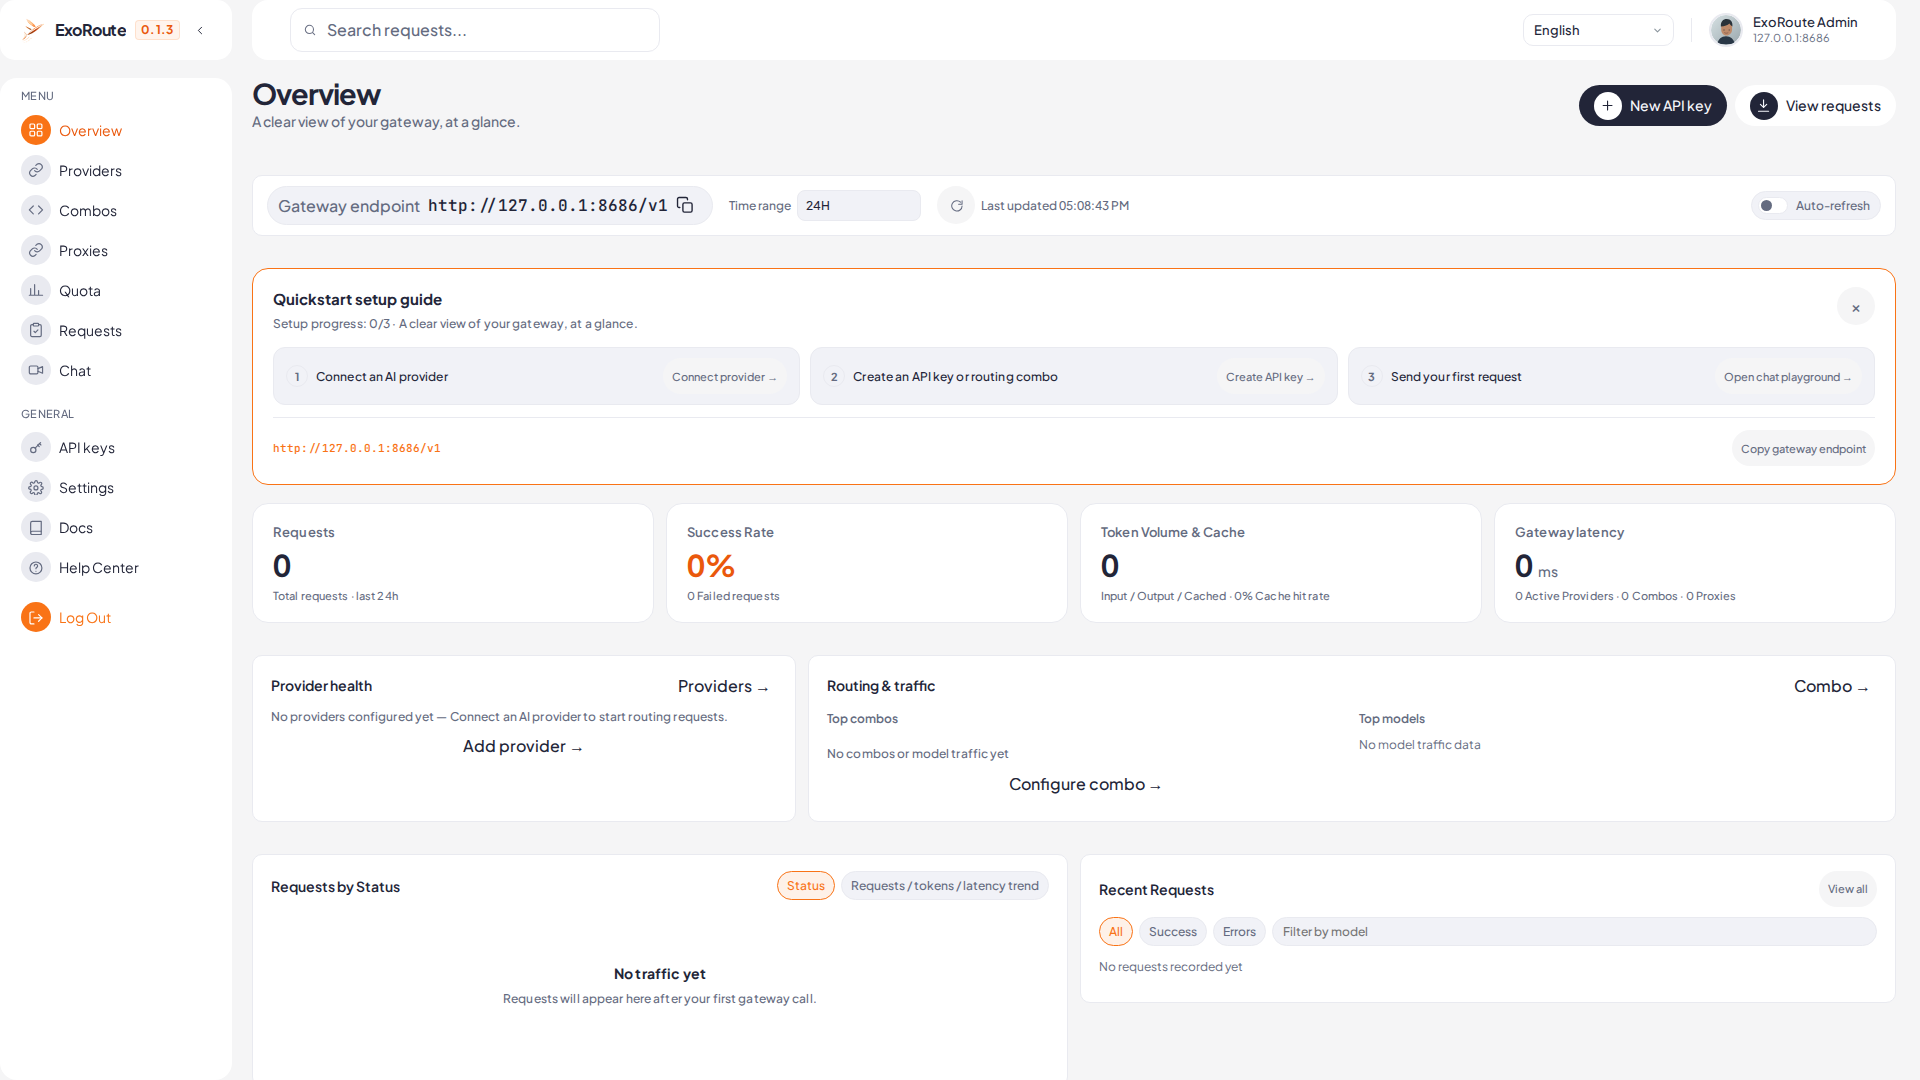 ExoRoute 0.1.3
Search requests...
English
ExoRoute Admin
127.0.0.1:8686
MENU
Overview
Providers
Combos
Proxies
Quota
Requests
Chat
GENERAL
API keys
Settings
Docs
Help Center
Log Out
Overview
A clear view of your gateway, at a glance.
New API key
View requests
Gateway endpoint http://127.0.0.1:8686/v1
Time range 24H
Last updated 05:08:43 PM
Auto-refresh
Quickstart setup guide
Setup progress: 0/3 · A clear view of your gateway, at a glance.
×
1 Connect an AI provider Connect provider →
2 Create an API key or routing combo Create API key →
3 Send your first request Open chat playground →
http://127.0.0.1:8686/v1
Copy gateway endpoint
Requests
0
Total requests · last 24h
Success Rate
0%
0 Failed requests
Token Volume & Cache
0
Input / Output / Cached · 0% Cache hit rate
Gateway latency
0 ms
0 Active Providers · 0 Combos · 0 Proxies
Provider health
Providers →
No providers configured yet — Connect an AI provider to start routing requests.
Add provider →
Routing & traffic
Combo →
Top combos
No combos or model traffic yet
Configure combo →
Top models
No model traffic data
Requests by Status
Status
Requests / tokens / latency trend
No traffic yet
Requests will appear here after your first gateway call.
Recent Requests
View all
All
Success
Errors
Filter by model
No requests recorded yet